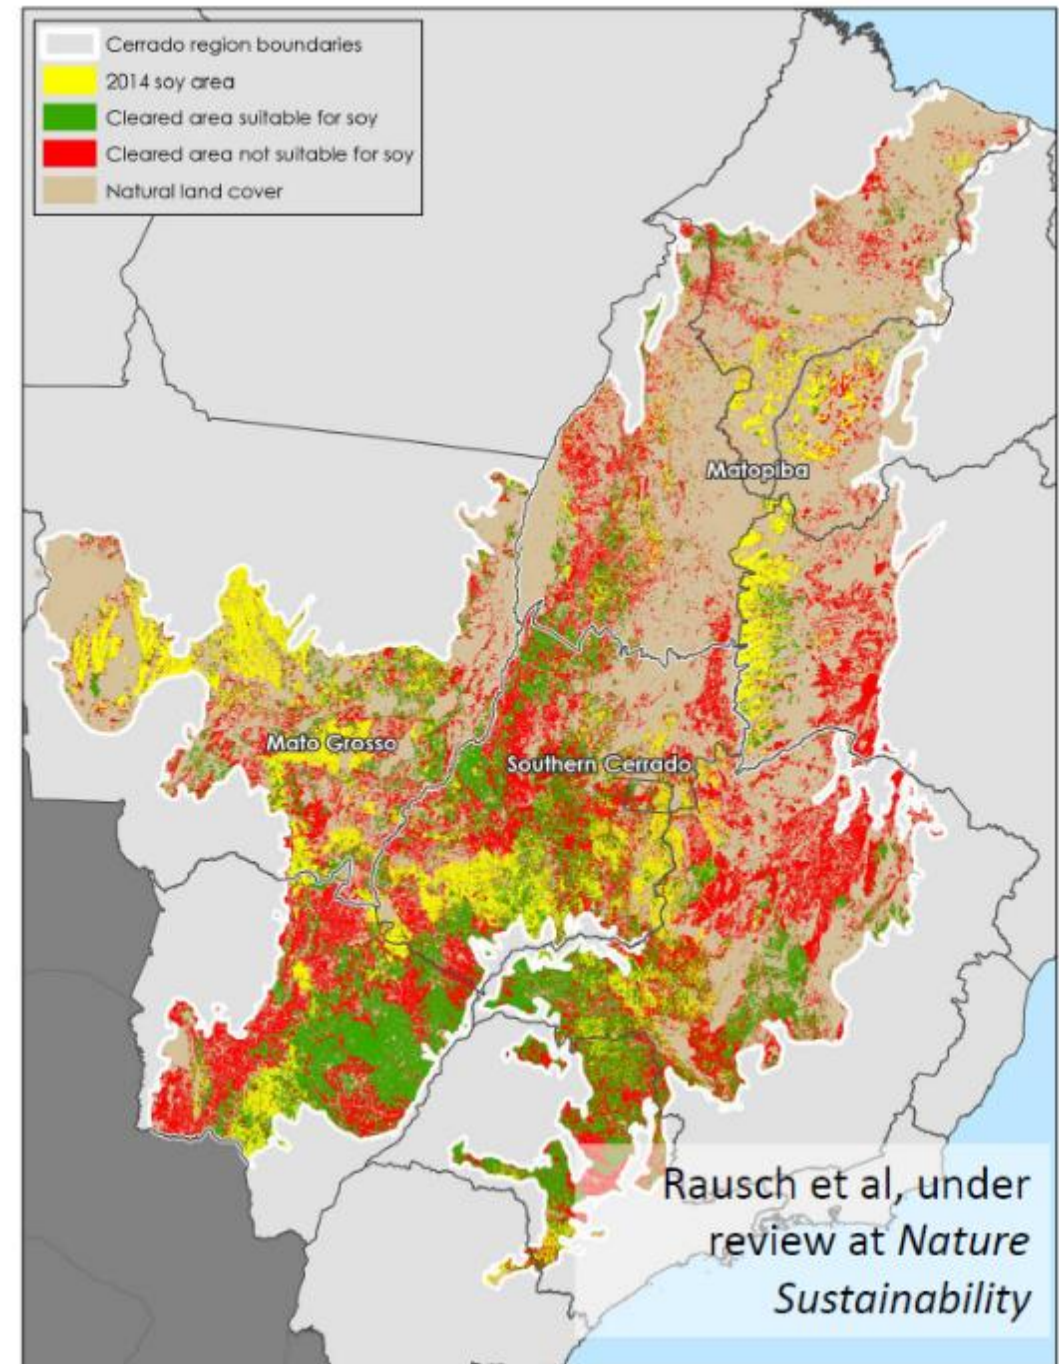 Cerrado region boundaries
2014 soy area
Cleared area suitable for soy
Cleared area not suitable for soy
Natural land cover
Matopiba
Mato Grosso
Southern Cerrado
Rausch et al, under
review at Nature
Sustainability